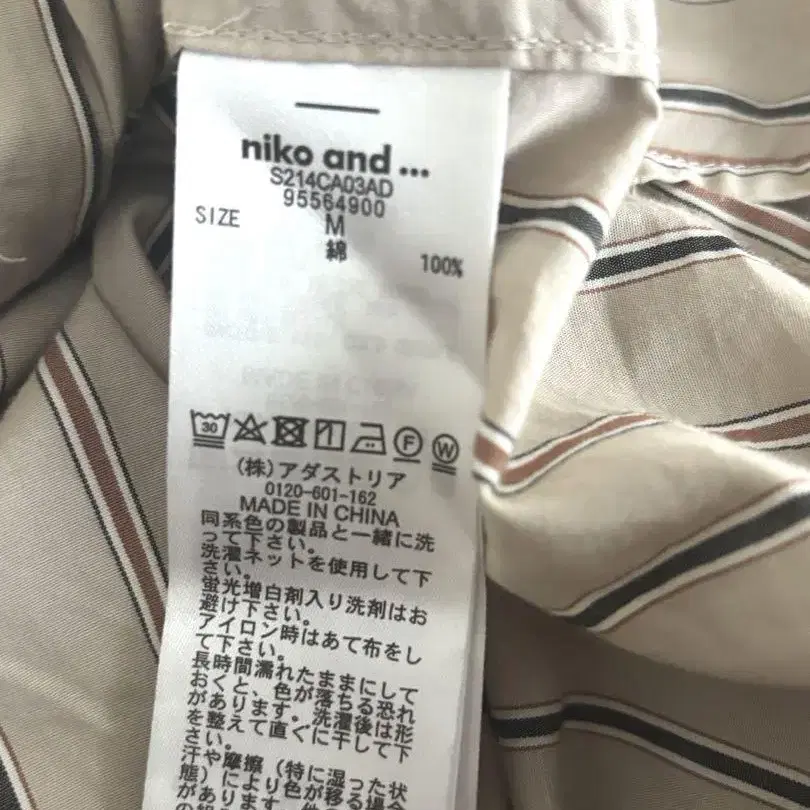 niko and ...
S214CA03AD
95564900
SIZE M
綿 100%
30 F W
(株)アダストリア
0120-601-162
MADE IN CHINA
同系色の製品と一緒に洗
って下さい。
洗濯ネットを使用して下
さい。
蛍光増白剤入り洗剤はお
避け下さい。
アイロン時はあて布をし
て下さい。
長時間濡れたままにして
おくと、色が落ちる恐れ
があります。洗濯後は形
を整えて直ぐに干して下
さい。
汗や摩擦(特に湿った状
態)により色が移る場合
があります。